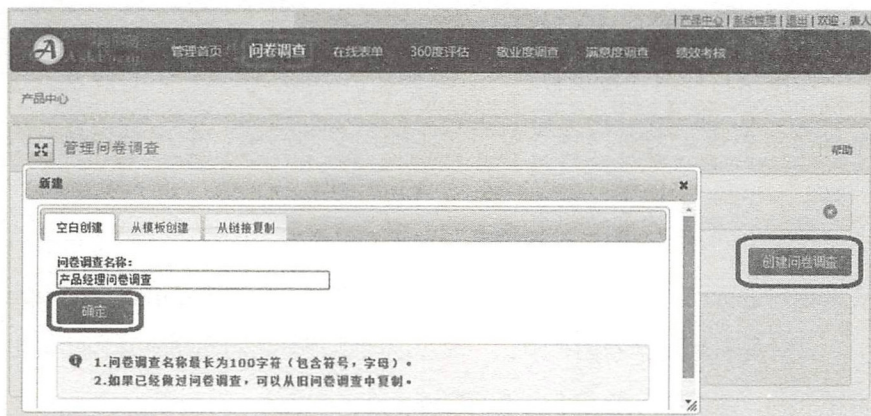 | 产品中心 | 系统管理 | 退出 | 欢迎，唐人
管理首页 问卷调查 在线表单 360度评估 敬业度调查 满意度调查 绩效考核
产品中心
管理问卷调查 帮助
新建
空白创建 从模板创建 从链接复制
问卷调查名称：
产品经理问卷调查
确定
创建问卷调查
1.问卷调查名称最长为100字符（包含符号，字母）。
2.如果已经做过问卷调查，可以从旧问卷调查中复制。